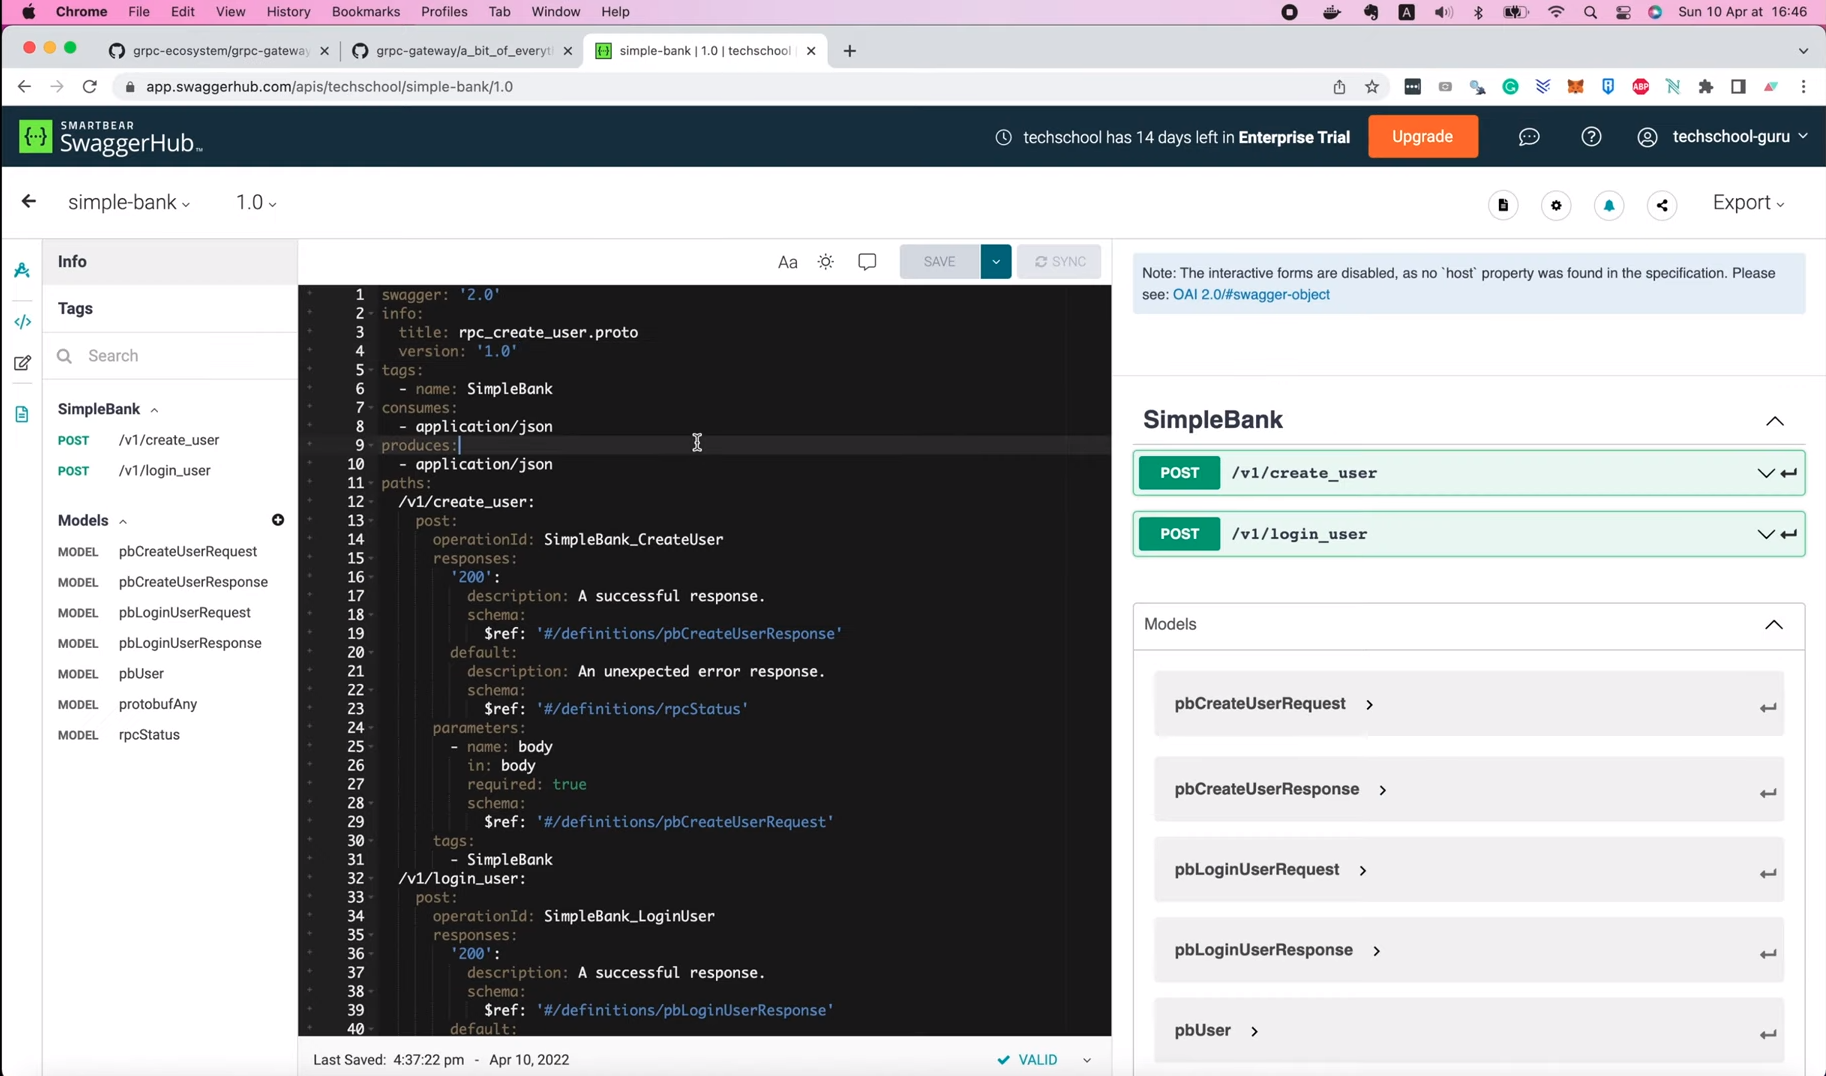 Chrome File Edit View History Bookmarks Profiles Tab Window Help A Sun 10 Apr at 16:46
grpc-ecosystem/grpc-gateway grpc-gateway/a_bit_of_everyt simple-bank | 1.0 | techschool
app.swaggerhub.com/apis/techschool/simple-bank/1.0 ABP
SMARTBEAR
SwaggerHub™
techschool has 14 days left in Enterprise Trial Upgrade techschool-guru
simple-bank 1.0 Export
Info
Tags
Search
SimpleBank
POST /v1/create_user
POST /v1/login_user
Models
MODEL pbCreateUserRequest
MODEL pbCreateUserResponse
MODEL pbLoginUserRequest
MODEL pbLoginUserResponse
MODEL pbUser
MODEL protobufAny
MODEL rpcStatus
Aa SAVE SYNC
1 swagger: '2.0'
2 info:
3 title: rpc_create_user.proto
4 version: '1.0'
5 tags:
6 - name: SimpleBank
7 consumes:
8 - application/json
9 produces:
10 - application/json
11 paths:
12 /v1/create_user:
13 post:
14 operationId: SimpleBank_CreateUser
15 responses:
16 '200':
17 description: A successful response.
18 schema:
19 $ref: '#/definitions/pbCreateUserResponse'
20 default:
21 description: An unexpected error response.
22 schema:
23 $ref: '#/definitions/rpcStatus'
24 parameters:
25 - name: body
26 in: body
27 required: true
28 schema:
29 $ref: '#/definitions/pbCreateUserRequest'
30 tags:
31 - SimpleBank
32 /v1/login_user:
33 post:
34 operationId: SimpleBank_LoginUser
35 responses:
36 '200':
37 description: A successful response.
38 schema:
39 $ref: '#/definitions/pbLoginUserResponse'
40 default:
Last Saved: 4:37:22 pm - Apr 10, 2022 VALID
Note: The interactive forms are disabled, as no `host` property was found in the specification. Please
see: OAI 2.0/#swagger-object
SimpleBank
POST /v1/create_user
POST /v1/login_user
Models
pbCreateUserRequest
pbCreateUserResponse
pbLoginUserRequest
pbLoginUserResponse
pbUser